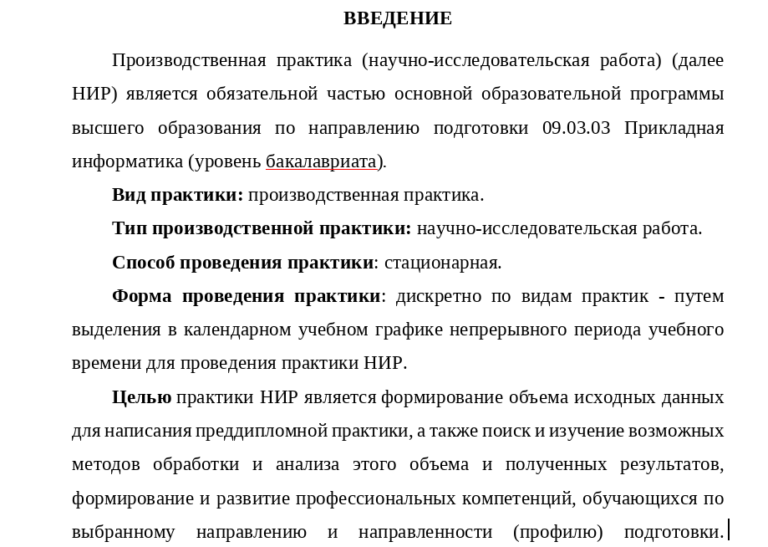 ВВЕДЕНИЕ
Производственная практика (научно-исследовательская работа) (далее
НИР) является обязательной частью основной образовательной программы
высшего образования по направлению подготовки 09.03.03 Прикладная
информатика (уровень бакалавриата).
Вид практики: производственная практика.
Тип производственной практики: научно-исследовательская работа.
Способ проведения практики: стационарная.
Форма проведения практики: дискретно по видам практик - путем
выделения в календарном учебном графике непрерывного периода учебного
времени для проведения практики НИР.
Целью практики НИР является формирование объема исходных данных
для написания преддипломной практики, а также поиск и изучение возможных
методов обработки и анализа этого объема и полученных результатов,
формирование и развитие профессиональных компетенций, обучающихся по
выбранному направлению и направленности (профилю) подготовки.